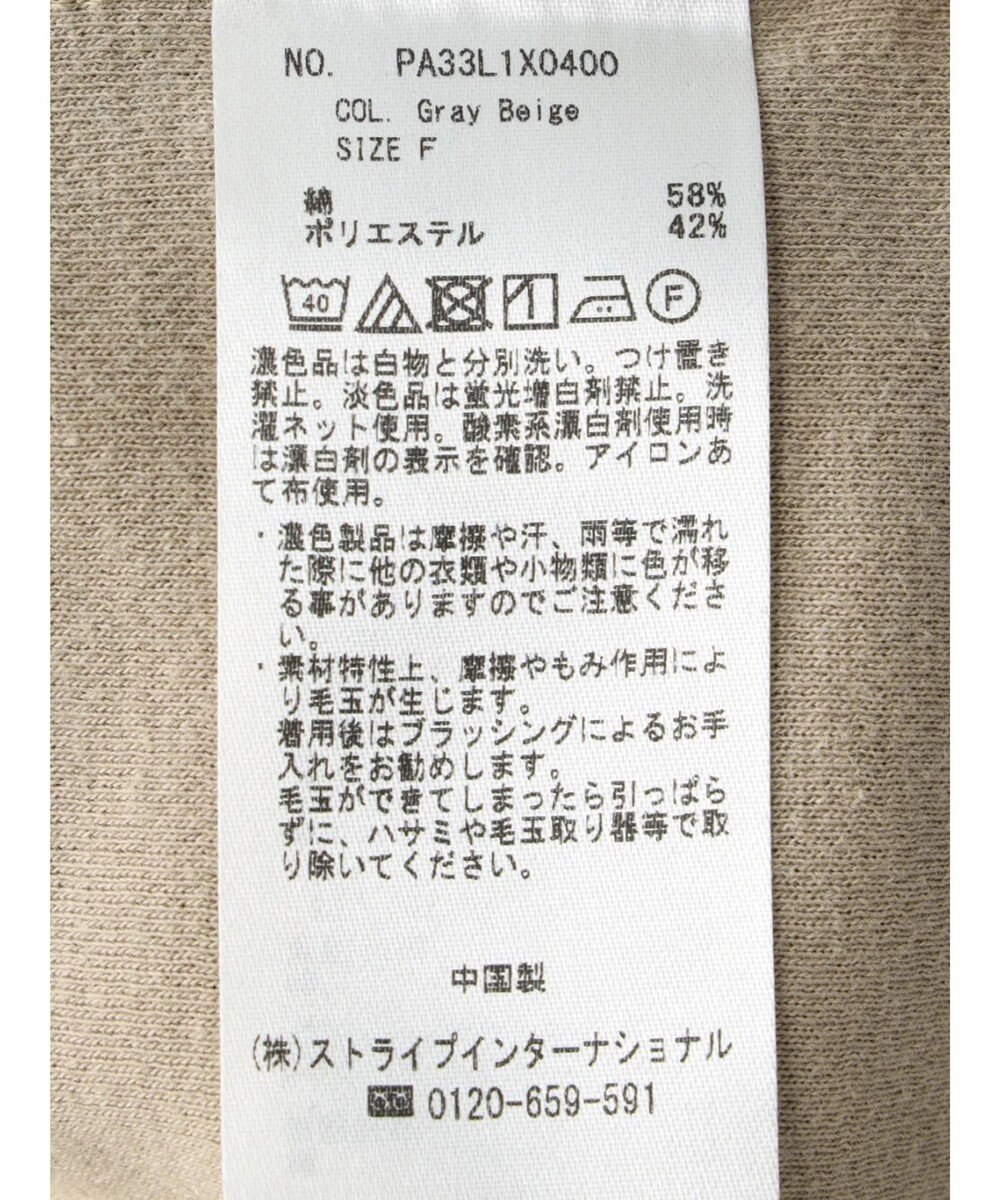 NO. PA33L1X0400
COL. Gray Beige
SIZE F
綿 58%
ポリエステル 42%
40 F
濃色品は白物と分別洗い。つけ置き
禁止。淡色品は蛍光増白剤禁止。洗
濯ネット使用。酸素系漂白剤使用時
は漂白剤の表示を確認。アイロンあ
て布使用。
・濃色製品は摩擦や汗、雨等で濡れ
た際に他の衣類や小物類に色が移
る事がありますのでご注意くださ
い。
・素材特性上、摩擦やもみ作用によ
り毛玉が生じます。
着用後はブラッシングによるお手
入れをお勧めします。
毛玉ができてしまったら引っぱら
ずに、ハサミや毛玉取り器等で取
り除いてください。
中国製
(株)ストライプインターナショナル
0120-659-591